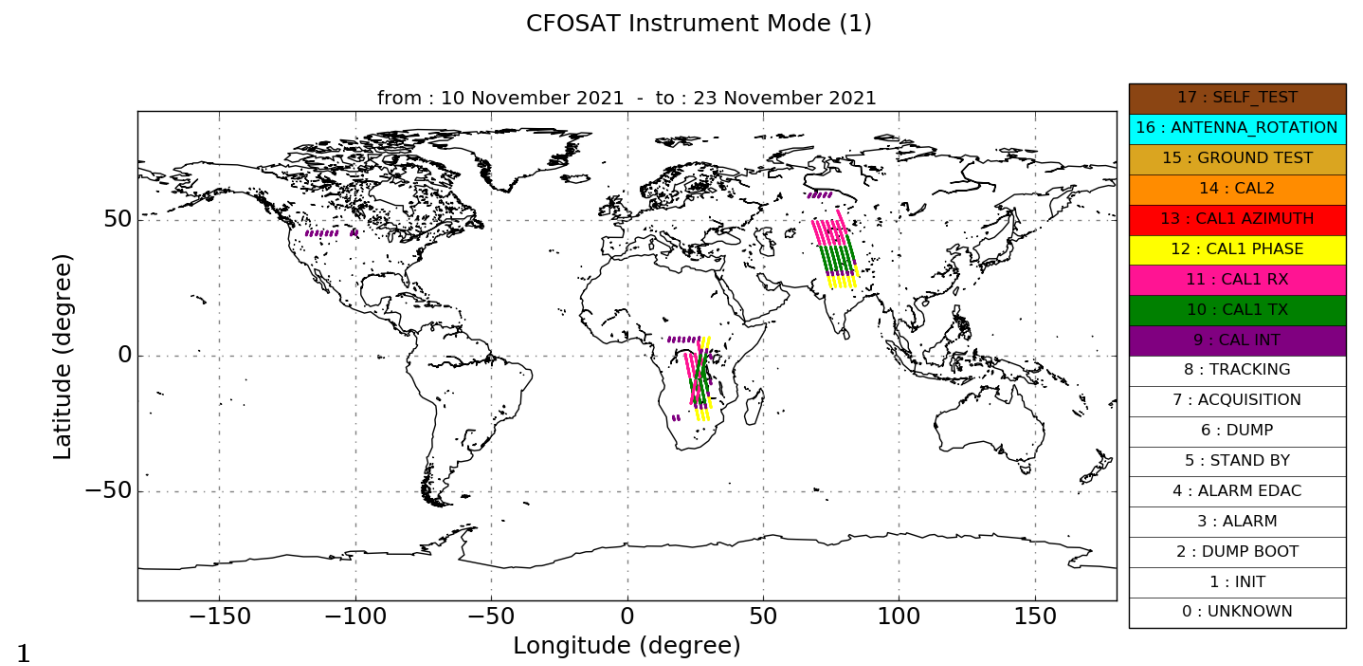 CFOSAT Instrument Mode (1)
from : 10 November 2021 - to : 23 November 2021
17 : SELF_TEST
16 : ANTENNA_ROTATION
15 : GROUND TEST
14 : CAL2
13 : CAL1 AZIMUTH
12 : CAL1 PHASE
11 : CAL1 RX
10 : CAL1 TX
9 : CAL INT
8 : TRACKING
7 : ACQUISITION
6 : DUMP
5 : STAND BY
4 : ALARM EDAC
3 : ALARM
2 : DUMP BOOT
1 : INIT
0 : UNKNOWN
Latitude (degree)
50
0
−50
−150 −100 −50 0 50 100 150
Longitude (degree)
1